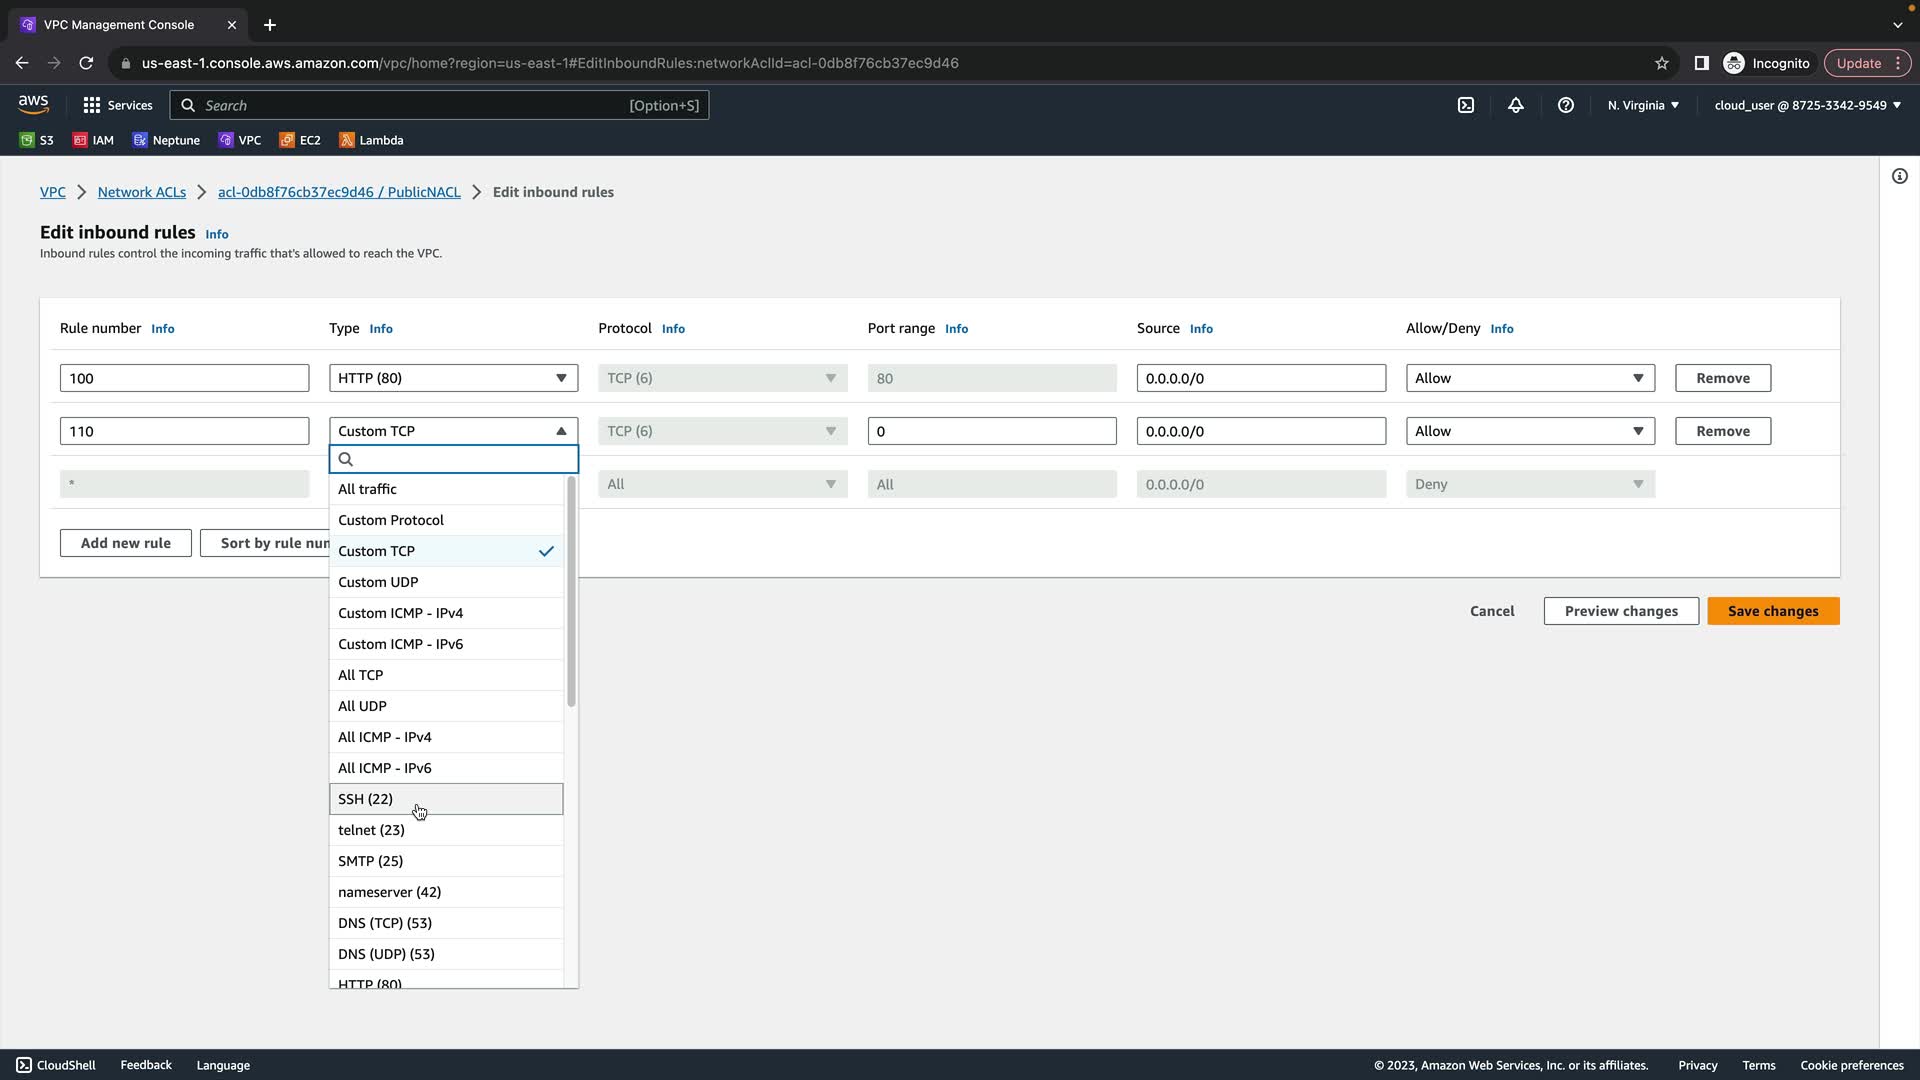 VPC Management Console
us-east-1.console.aws.amazon.com/vpc/home?region=us-east-1#EditInboundRules:networkAclId=acl-0db8f76cb37ec9d46
Incognito
Update
aws
Services
Search
[Option+S]
N. Virginia
cloud_user @ 8725-3342-9549
S3
IAM
Neptune
VPC
EC2
Lambda
VPC
Network ACLs
acl-0db8f76cb37ec9d46 / PublicNACL
Edit inbound rules
Edit inbound rules Info
Inbound rules control the incoming traffic that's allowed to reach the VPC.
Rule number Info
Type Info
Protocol Info
Port range Info
Source Info
Allow/Deny Info
100
HTTP (80)
TCP (6)
80
0.0.0.0/0
Allow
Remove
110
Custom TCP
TCP (6)
0
0.0.0.0/0
Allow
Remove
*
All
All
0.0.0.0/0
Deny
Add new rule
Sort by rule num
All traffic
Custom Protocol
Custom TCP
Custom UDP
Custom ICMP - IPv4
Custom ICMP - IPv6
All TCP
All UDP
All ICMP - IPv4
All ICMP - IPv6
SSH (22)
telnet (23)
SMTP (25)
nameserver (42)
DNS (TCP) (53)
DNS (UDP) (53)
HTTP (80)
Cancel
Preview changes
Save changes
CloudShell
Feedback
Language
© 2023, Amazon Web Services, Inc. or its affiliates.
Privacy
Terms
Cookie preferences